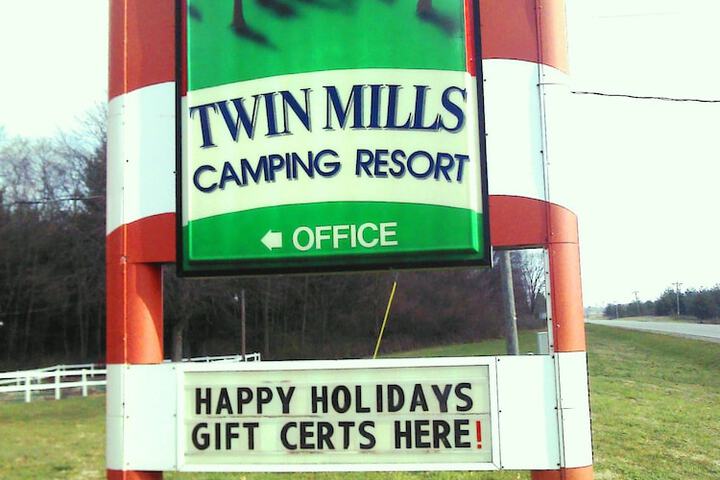 TWIN MILLS
CAMPING RESORT
OFFICE
HAPPY HOLIDAYS
GIFT CERTS HERE!